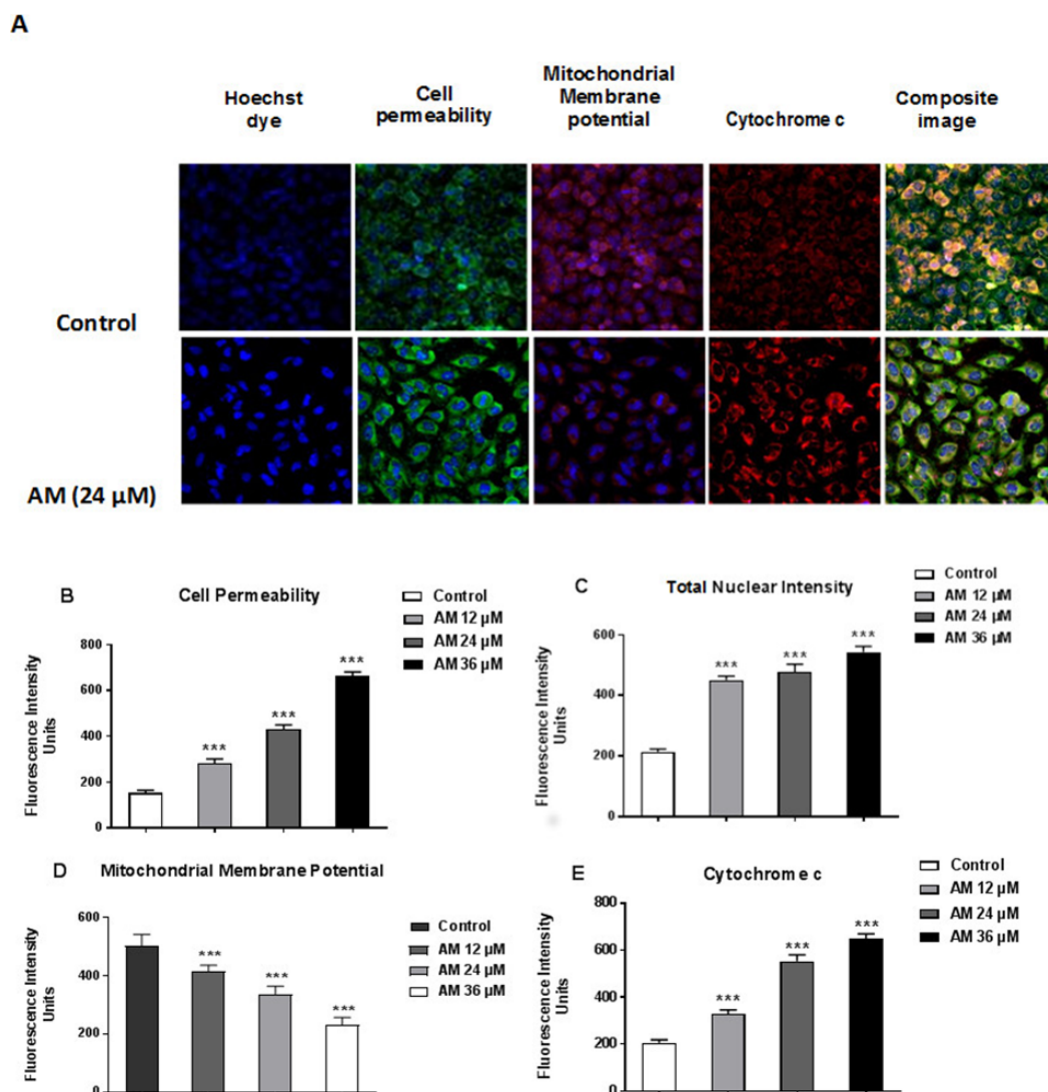 A
Hoechst
dye
Cell
permeability
Mitochondrial
Membrane
potential
Cytochrome c
Composite
image
Control
AM (24 µM)
B
Cell Permeability
Control
AM 12 µM
AM 24 µM
AM 36 µM
Fluorescence Intensity
Units
800
600
400
200
0
***
***
***
C
Total Nuclear Intensity
Control
AM 12 µM
AM 24 µM
AM 36 µM
Fluorescence Intensity
Units
600
400
200
0
***
***
***
D
Mitochondrial Membrane Potential
Control
AM 12 µM
AM 24 µM
AM 36 µM
Fluorescence Intensity
Units
600
400
200
0
***
***
***
E
Cytochrome c
Control
AM 12 µM
AM 24 µM
AM 36 µM
Fluorescence Intensity
Units
800
600
400
200
0
***
***
***